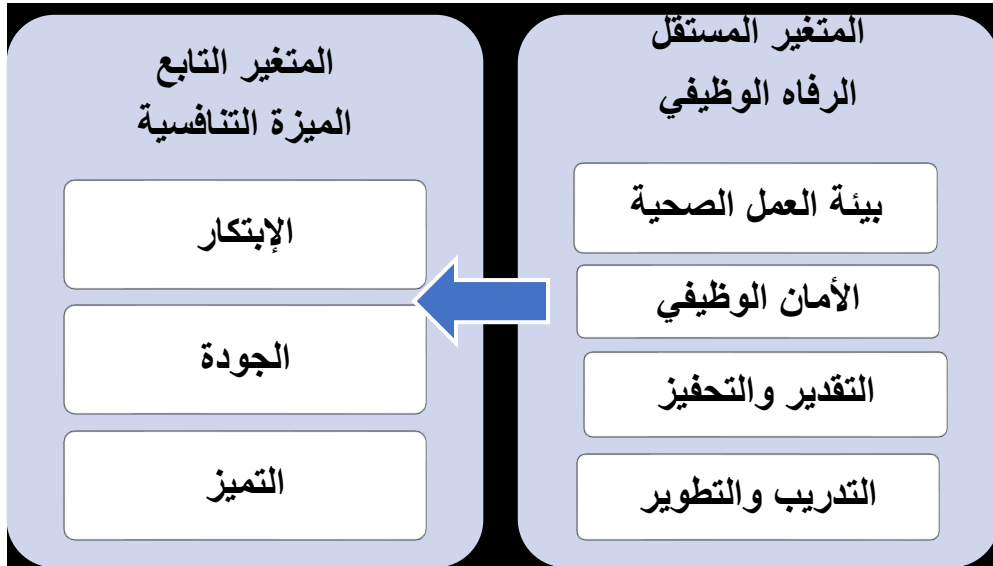 المتغير المستقل
الرفاه الوظيفي
بيئة العمل الصحية
الأمان الوظيفي
التقدير والتحفيز
التدريب والتطوير
المتغير التابع
الميزة التنافسية
الإبتكار
الجودة
التميز